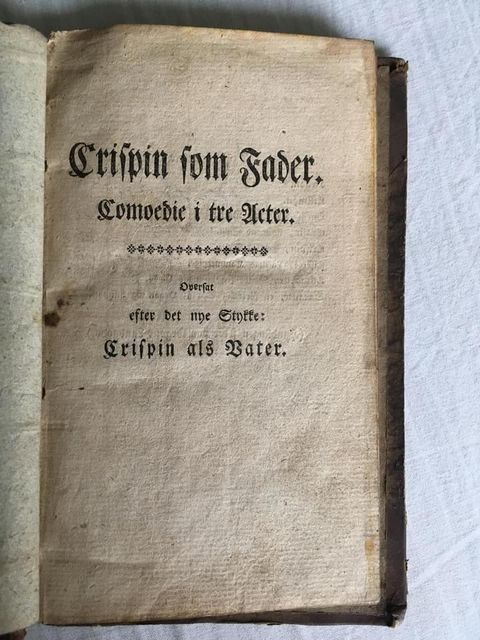 Criſpin ſom Fader.
Comoedie i tre Acter.
Overſat
efter det nye Stykke:
Criſpin als Vater.